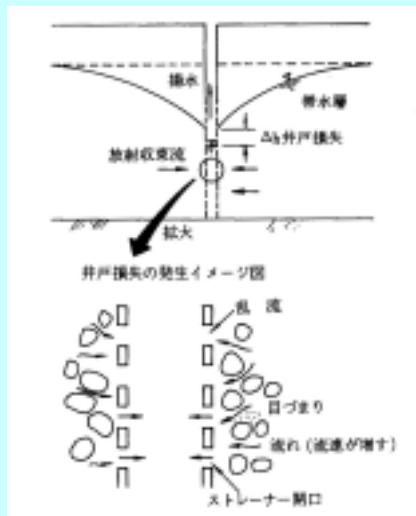 揚水
帯水層
Δh井戸損失
放射収束流
拡大
井戸損失の発生イメージ図
乱 流
目づまり
流れ (流速が増す)
ストレーナー開口